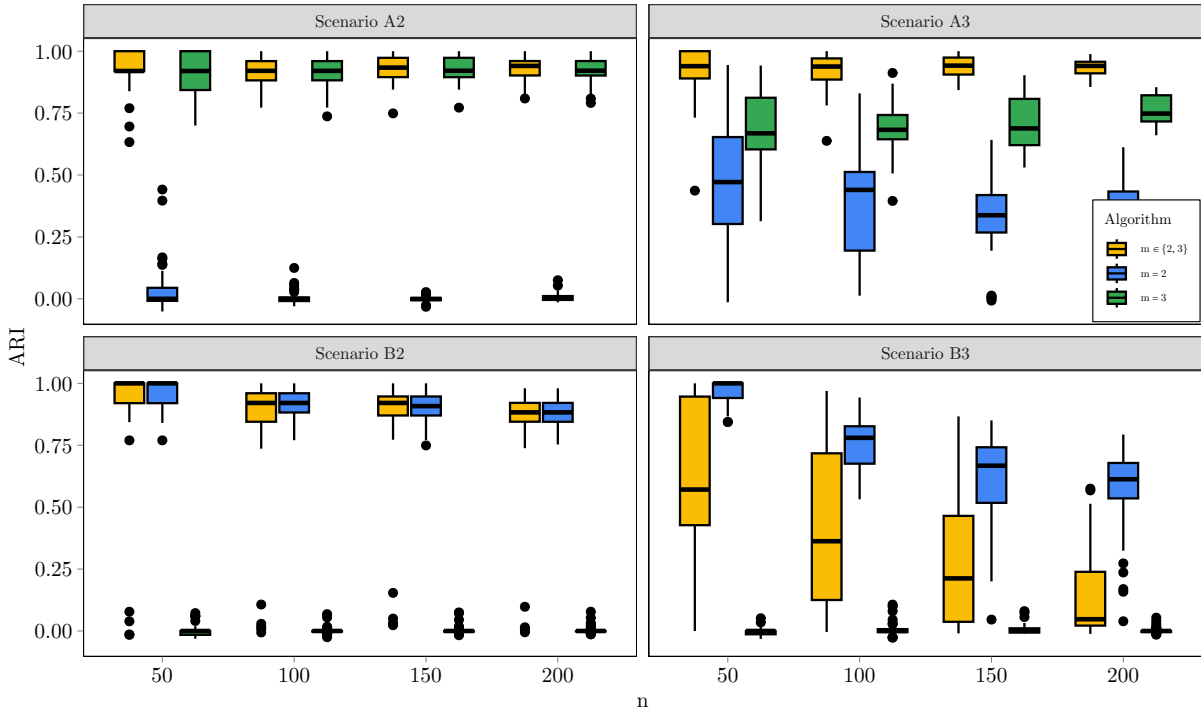 Scenario A2
Scenario A3
1.00
0.75
0.50
0.25
0.00
Algorithm
m ∈ {2, 3}
m = 2
m = 3
ARI
Scenario B2
Scenario B3
1.00
0.75
0.50
0.25
0.00
50 100 150 200
50 100 150 200
n